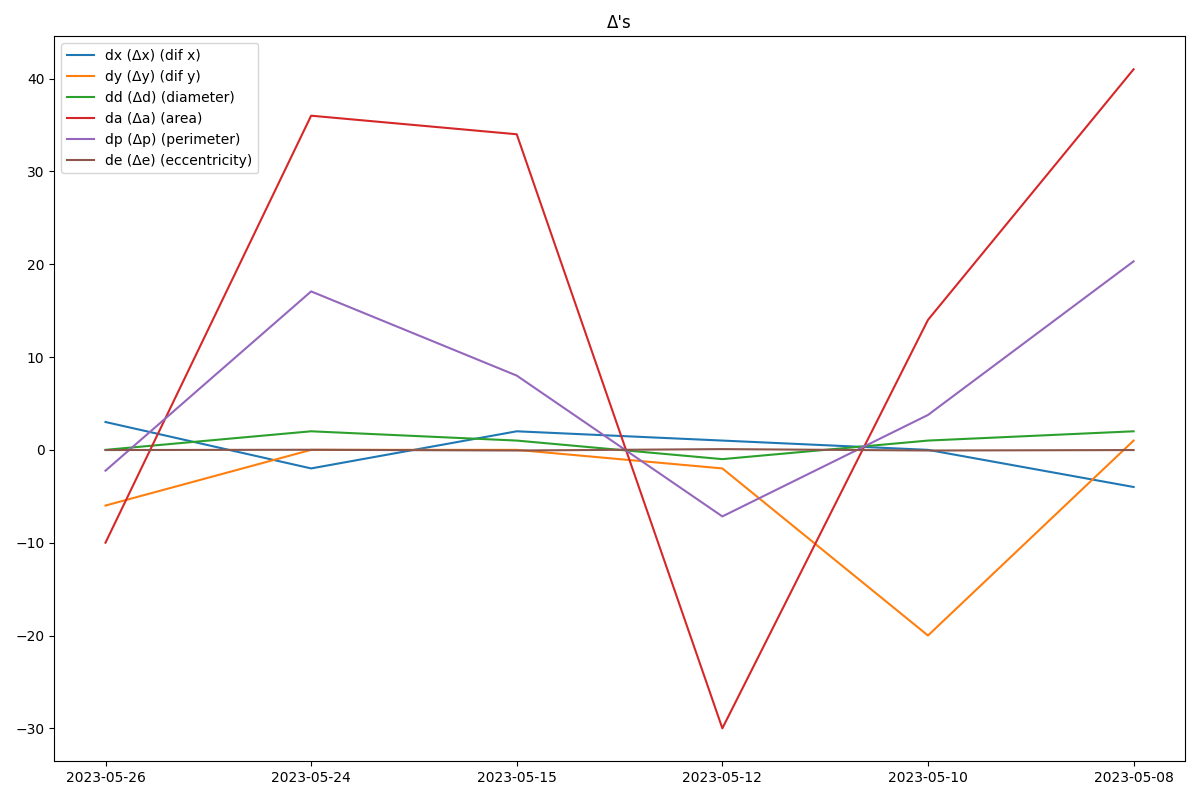 Δ's
dx (Δx) (dif x)
dy (Δy) (dif y)
dd (Δd) (diameter)
da (Δa) (area)
dp (Δp) (perimeter)
de (Δe) (eccentricity)
40
30
20
10
0
−10
−20
−30
2023-05-26 2023-05-24 2023-05-15 2023-05-12 2023-05-10 2023-05-08